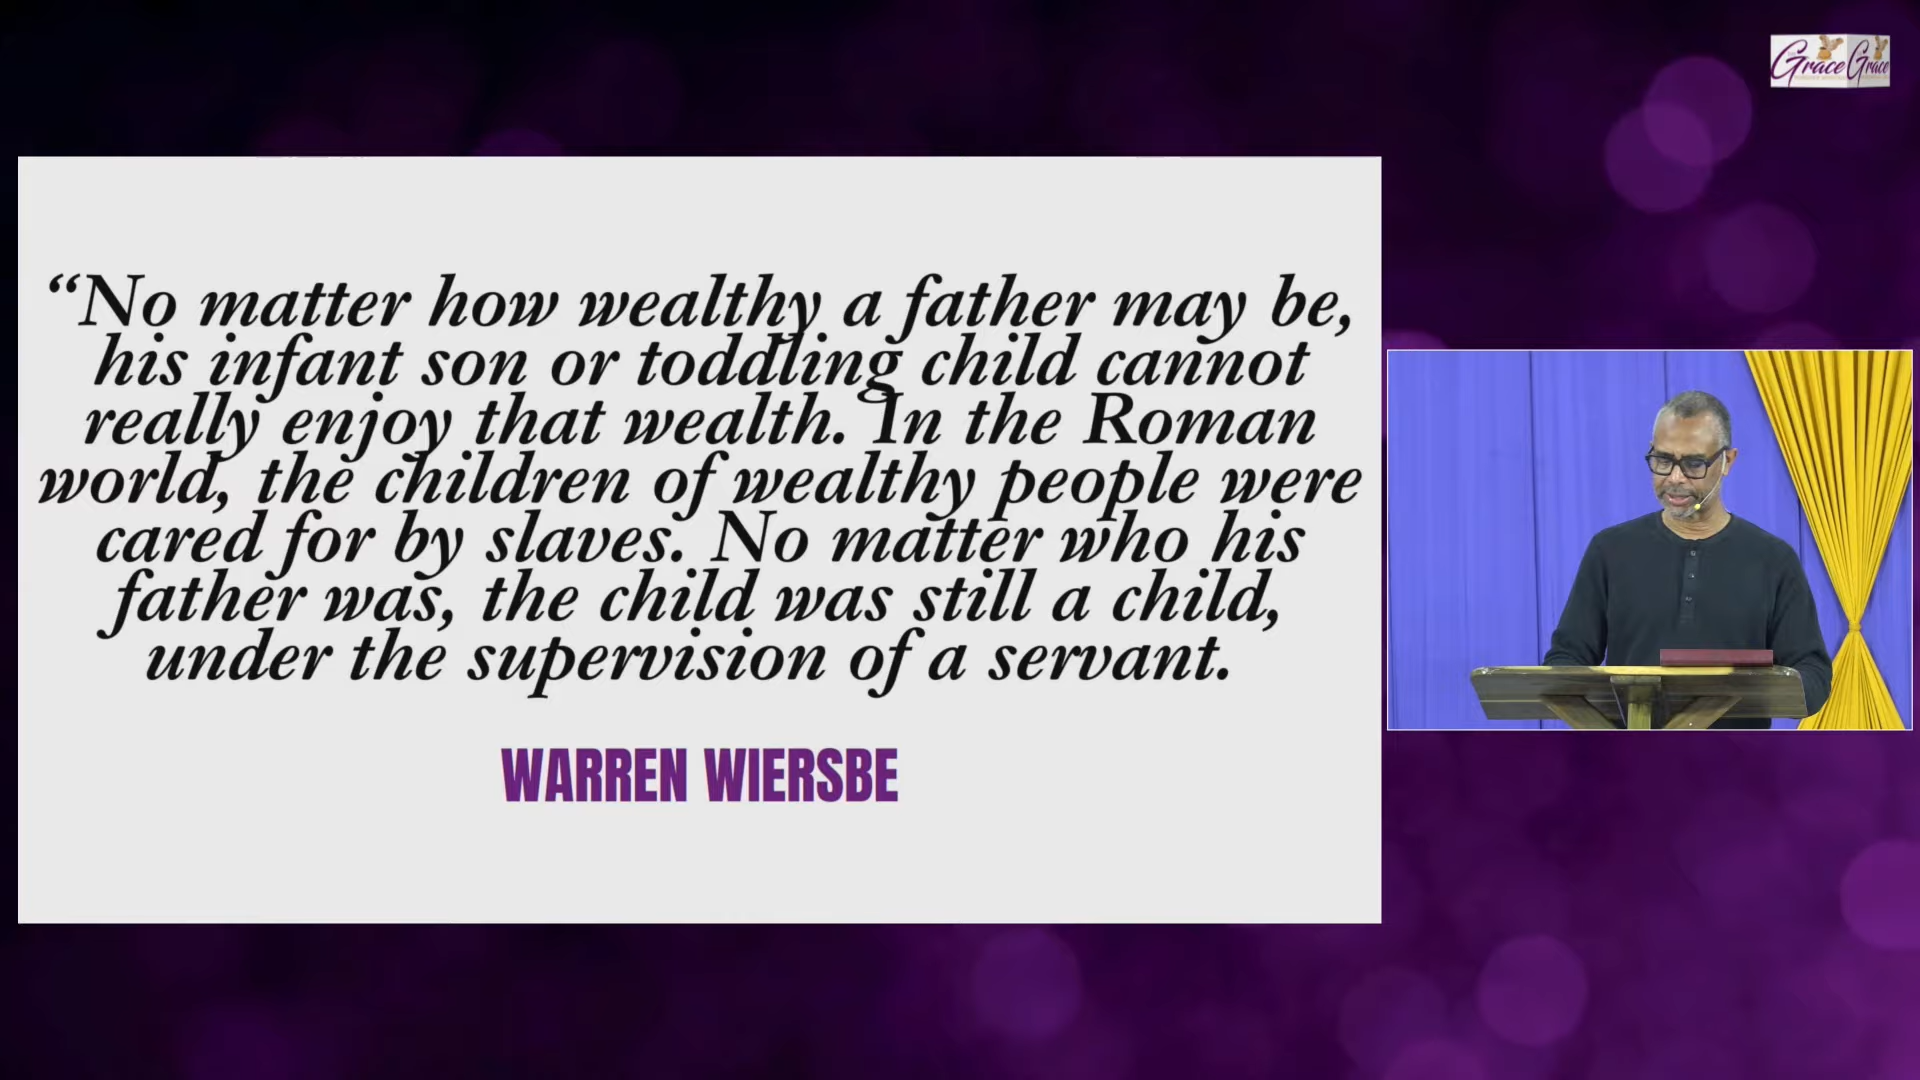 Grace Grace
“No matter how wealthy a father may be,
his infant son or toddling child cannot
really enjoy that wealth. In the Roman
world, the children of wealthy people were
cared for by slaves. No matter who his
father was, the child was still a child,
under the supervision of a servant.
WARREN WIERSBE